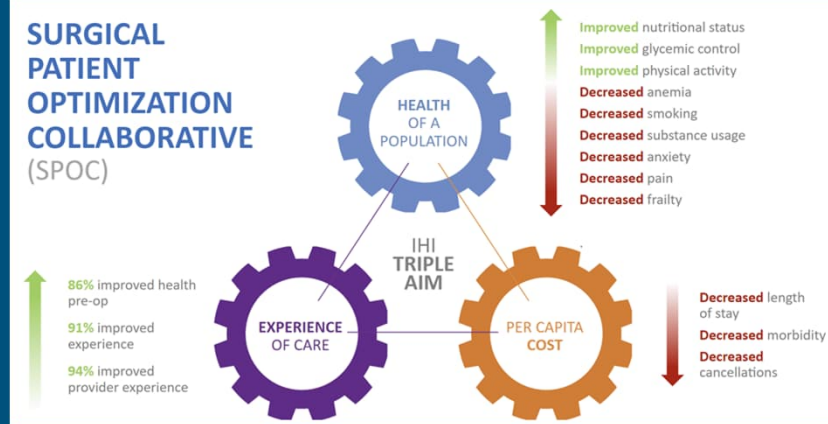 SURGICAL
PATIENT
OPTIMIZATION
COLLABORATIVE
(SPOC)
HEALTH
OF A
POPULATION
Improved nutritional status
Improved glycemic control
Improved physical activity
Decreased anemia
Decreased smoking
Decreased substance usage
Decreased anxiety
Decreased pain
Decreased frailty
IHI
TRIPLE
AIM
86% improved health
pre-op
91% improved
experience
94% improved
provider experience
EXPERIENCE
OF CARE
PER CAPITA
COST
Decreased length
of stay
Decreased morbidity
Decreased
cancellations